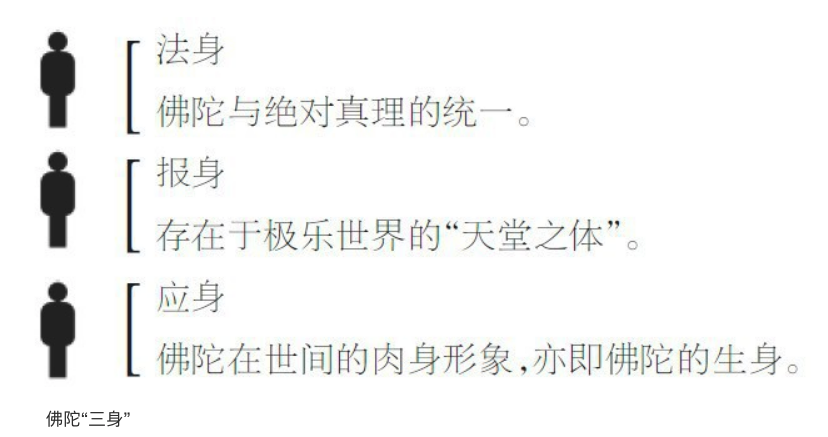 法身
佛陀与绝对真理的统一。
报身
存在于极乐世界的“天堂之体”。
应身
佛陀在世间的肉身形象,亦即佛陀的生身。
佛陀“三身”